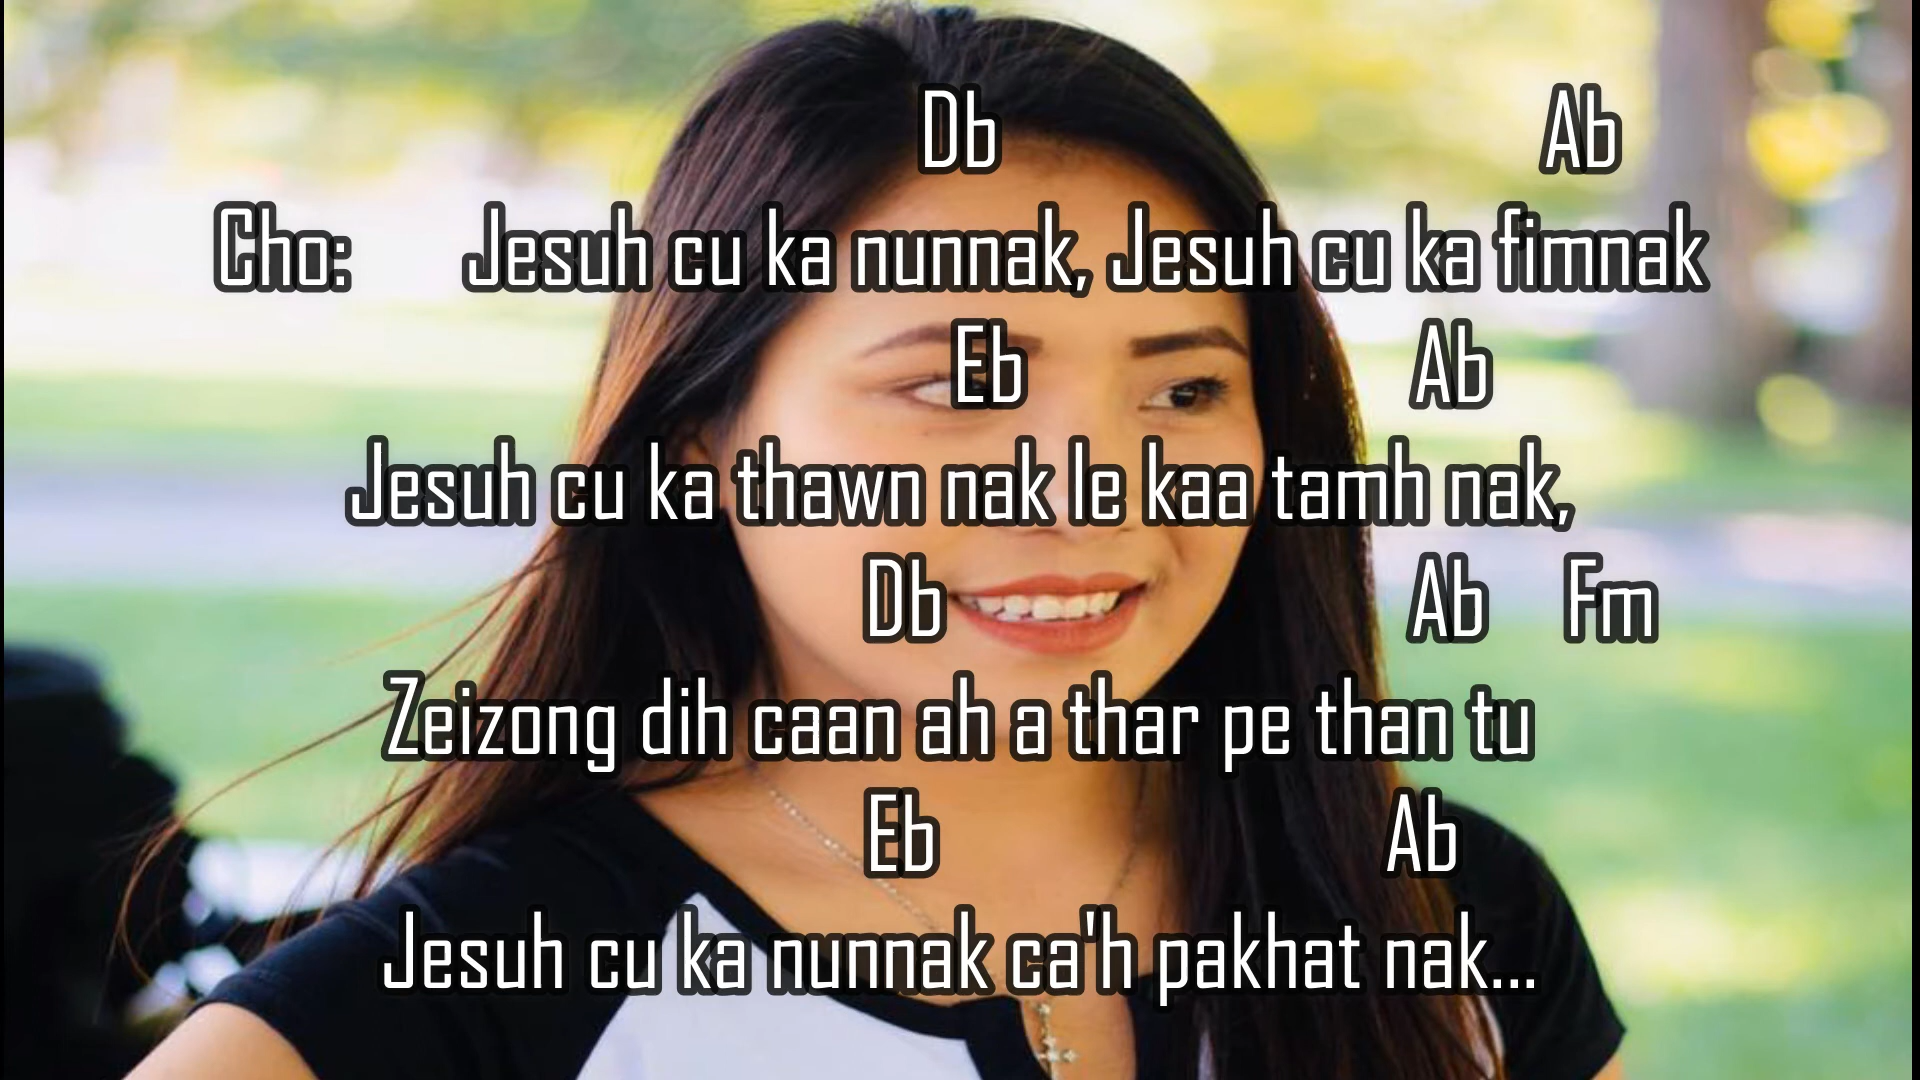 Db Ab
Cho: Jesuh cu ka nunnak, Jesuh cu ka fimnak
Eb Ab
Jesuh cu ka thawn nak le kaa tamh nak,
Db Ab Fm
Zeizong dih caan ah a thar pe than tu
Eb Ab
Jesuh cu ka nunnak ca'h pakhat nak...